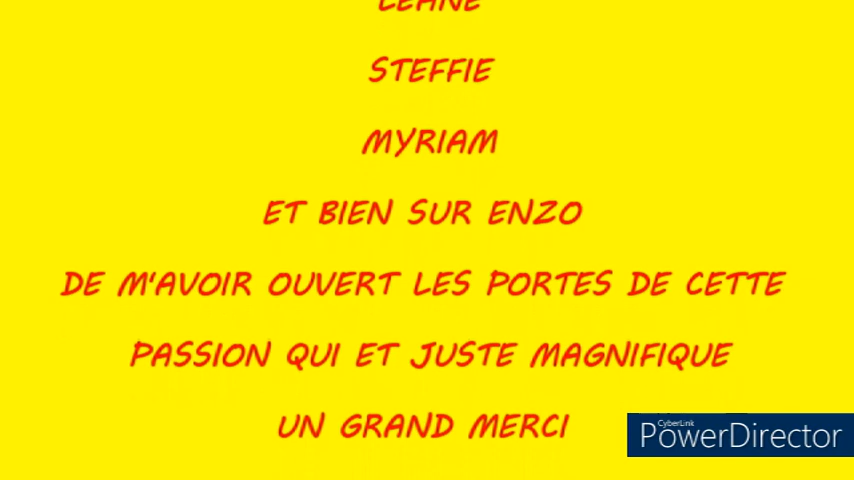 LEANE
STEFFIE
MYRIAM
ET BIEN SUR ENZO
DE M'AVOIR OUVERT LES PORTES DE CETTE
PASSION QUI ET JUSTE MAGNIFIQUE
UN GRAND MERCI
CyberLink
PowerDirector